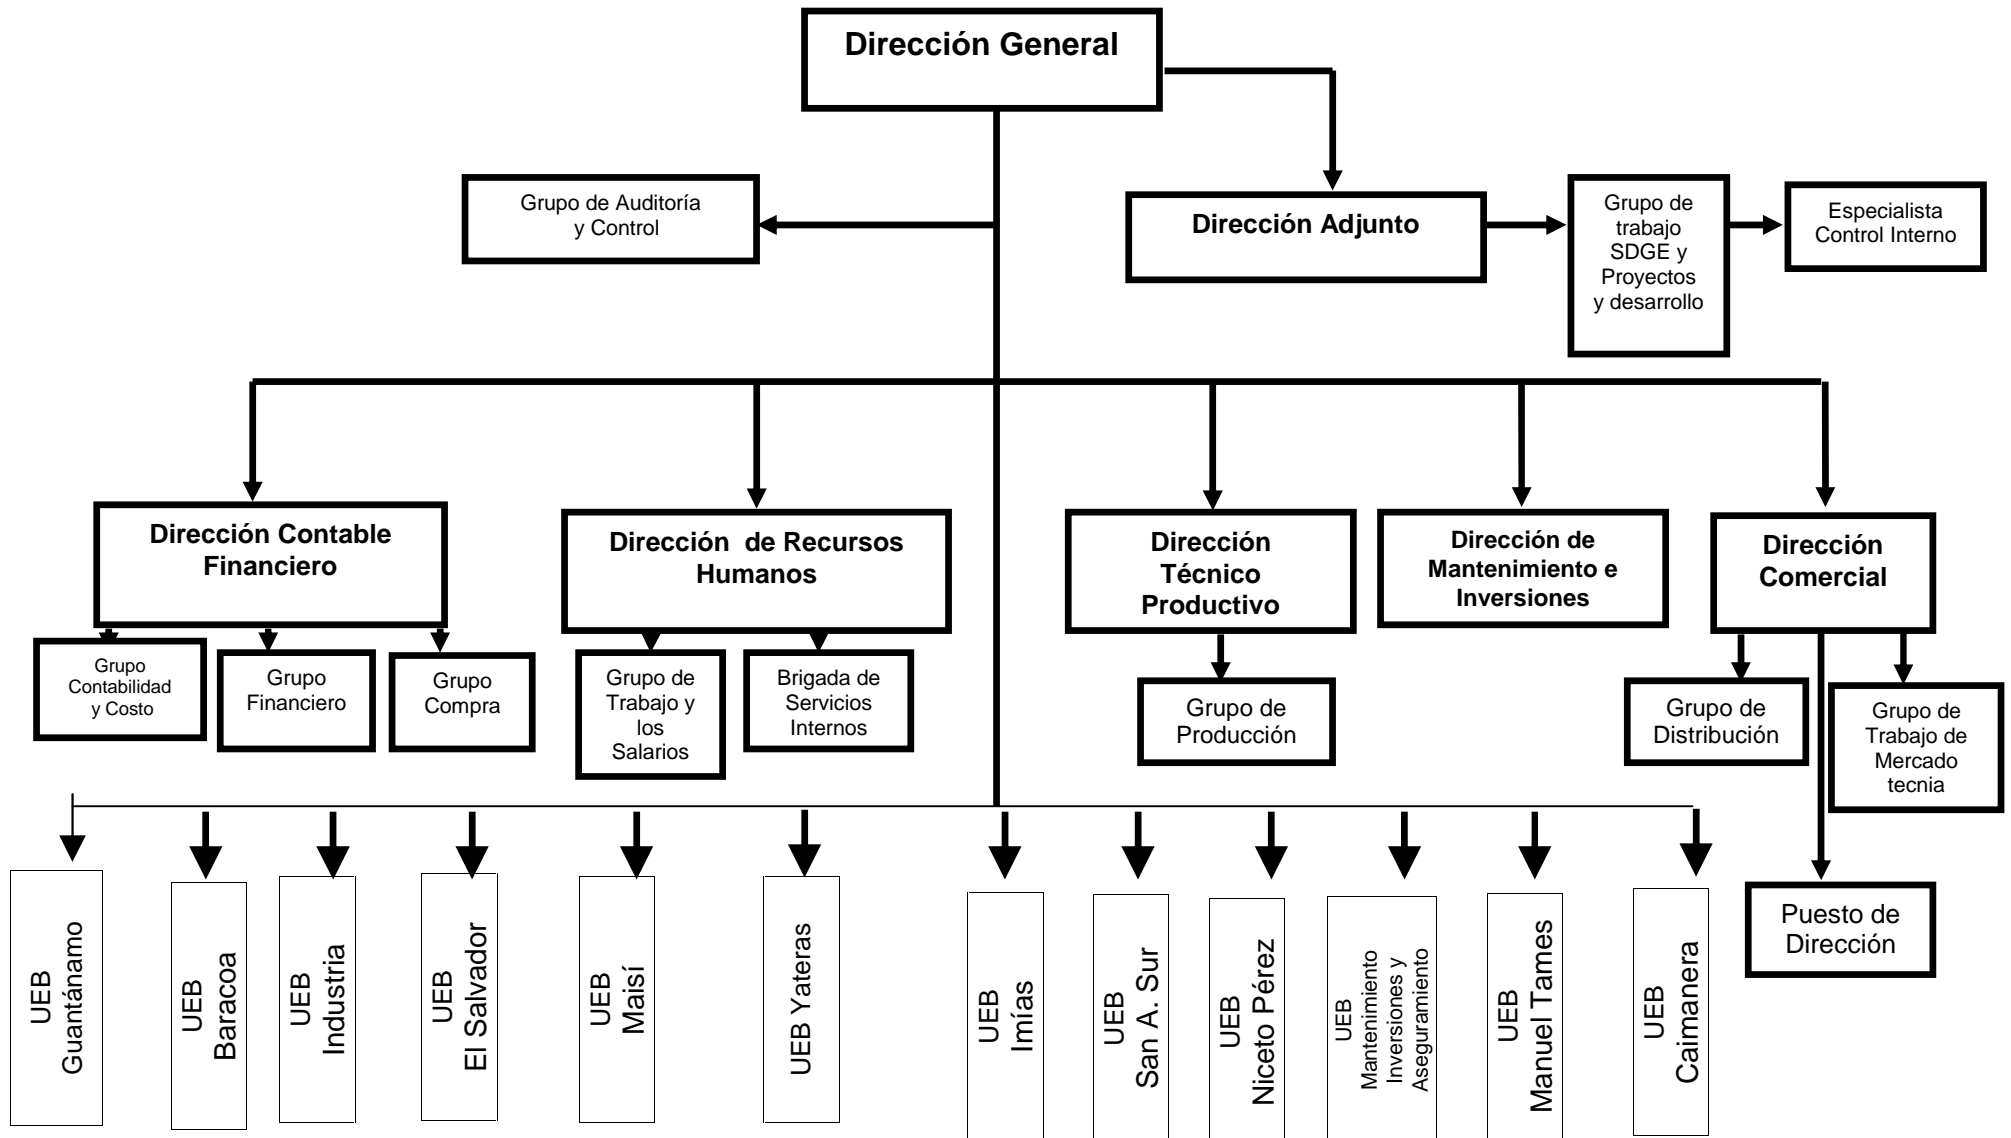 Dirección General
Grupo de Auditoría
y Control
Dirección Adjunto
Grupo de
trabajo
SDGE y
Proyectos
y desarrollo
Especialista
Control Interno
Dirección Contable
Financiero
Dirección de Recursos
Humanos
Dirección
Técnico
Productivo
Dirección de
Mantenimiento e
Inversiones
Dirección
Comercial
Grupo
Contabilidad
y Costo
Grupo
Financiero
Grupo
Compra
Grupo de
Trabajo y
los
Salarios
Brigada de
Servicios
Internos
Grupo de
Producción
Grupo de
Distribución
Grupo de
Trabajo de
Mercado
tecnia
UEB
Guantánamo
UEB
Baracoa
UEB
Industria
UEB
El Salvador
UEB
Maisí
UEB Yateras
UEB
Imías
UEB
San A. Sur
UEB
Niceto Pérez
UEB
Mantenimiento
Inversiones y
Aseguramiento
UEB
Manuel Tames
UEB
Caimanera
Puesto de
Dirección